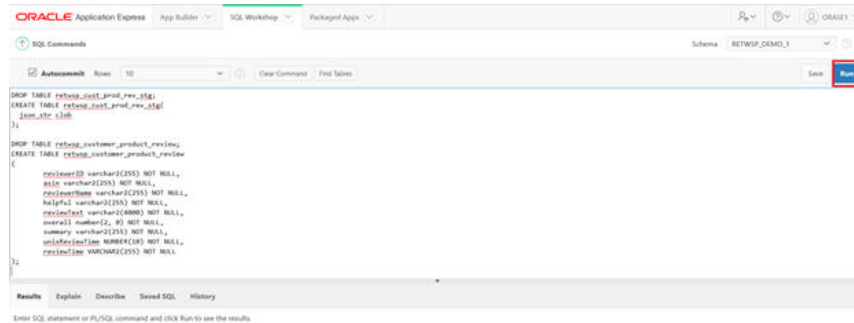 ORACLE Application Express App Builder SQL Workshop Packaged Apps
SQL Commands Schema RETWSP_DEMO_1
Autocommit Rows 10 Clear Command Find Tables Save Run
DROP TABLE retwsp_cust_prod_rev_stg;
CREATE TABLE retwsp_cust_prod_rev_stg(
json_str clob
);
DROP TABLE retwsp_customer_product_review;
CREATE TABLE retwsp_customer_product_review
(
reviewerID varchar2(255) NOT NULL,
asin varchar2(255) NOT NULL,
reviewerName varchar2(255) NOT NULL,
helpful varchar2(255) NOT NULL,
reviewText varchar2(4000) NOT NULL,
overall number(2, 0) NOT NULL,
summary varchar2(255) NOT NULL,
unixReviewTime NUMBER(10) NOT NULL,
reviewTime VARCHAR2(255) NOT NULL
);
Results Explain Describe Saved SQL History
Enter SQL statement or PL/SQL command and click Run to see the results.